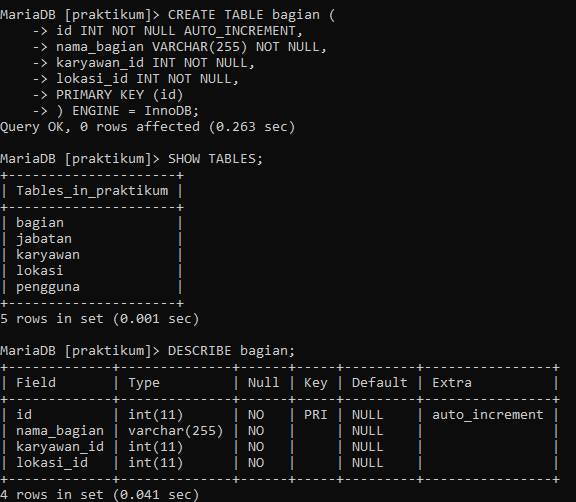 MariaDB [praktikum]> CREATE TABLE bagian (
    -> id INT NOT NULL AUTO_INCREMENT,
    -> nama_bagian VARCHAR(255) NOT NULL,
    -> karyawan_id INT NOT NULL,
    -> lokasi_id INT NOT NULL,
    -> PRIMARY KEY (id)
    -> ) ENGINE = InnoDB;
Query OK, 0 rows affected (0.263 sec)

MariaDB [praktikum]> SHOW TABLES;
+---------------------+
| Tables_in_praktikum |
+---------------------+
| bagian              |
| jabatan             |
| karyawan            |
| lokasi              |
| pengguna            |
+---------------------+
5 rows in set (0.001 sec)

MariaDB [praktikum]> DESCRIBE bagian;
+-------------+--------------+------+-----+---------+----------------+
| Field       | Type         | Null | Key | Default | Extra          |
+-------------+--------------+------+-----+---------+----------------+
| id          | int(11)      | NO   | PRI | NULL    | auto_increment |
| nama_bagian | varchar(255) | NO   |     | NULL    |                |
| karyawan_id | int(11)      | NO   |     | NULL    |                |
| lokasi_id   | int(11)      | NO   |     | NULL    |                |
+-------------+--------------+------+-----+---------+----------------+
4 rows in set (0.041 sec)